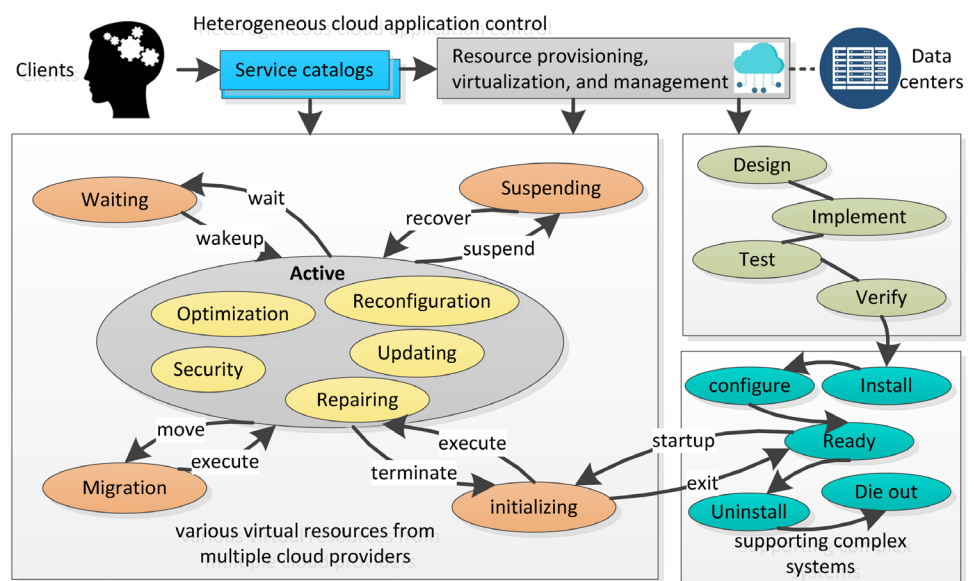 Heterogeneous cloud application control
Clients
Service catalogs
Resource provisioning,
virtualization, and management
Data
centers
Waiting
wait
wakeup
Suspending
recover
suspend
Active
Optimization
Reconfiguration
Security
Updating
Repairing
move
execute
Migration
terminate
execute
initializing
various virtual resources from
multiple cloud providers
Design
Implement
Test
Verify
configure
Install
startup
Ready
exit
Uninstall
Die out
supporting complex
systems